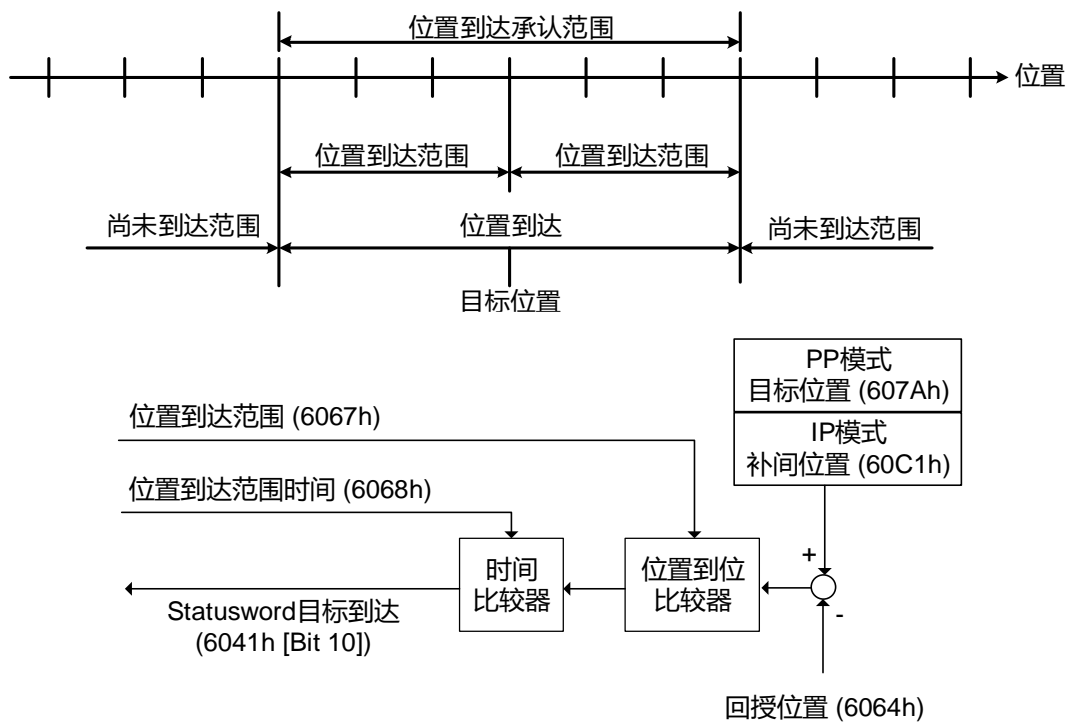 位置到达承认范围
位置
位置到达范围
位置到达范围
尚未到达范围
位置到达
尚未到达范围
目标位置
PP模式
目标位置 (607Ah)
IP模式
补间位置 (60C1h)
位置到达范围 (6067h)
位置到达范围时间 (6068h)
+
时间
比较器
位置到位
比较器
-
Statusword目标到达
(6041h [Bit 10])
回授位置 (6064h)